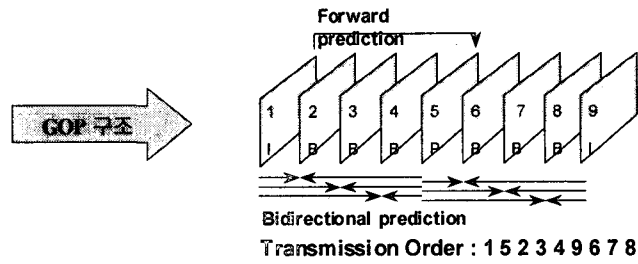 Forward
prediction
GOP 구조
1 2 3 4 5 6 7 8 9
I B B B P B B B I
Bidirectional prediction
Transmission Order : 1 5 2 3 4 9 6 7 8